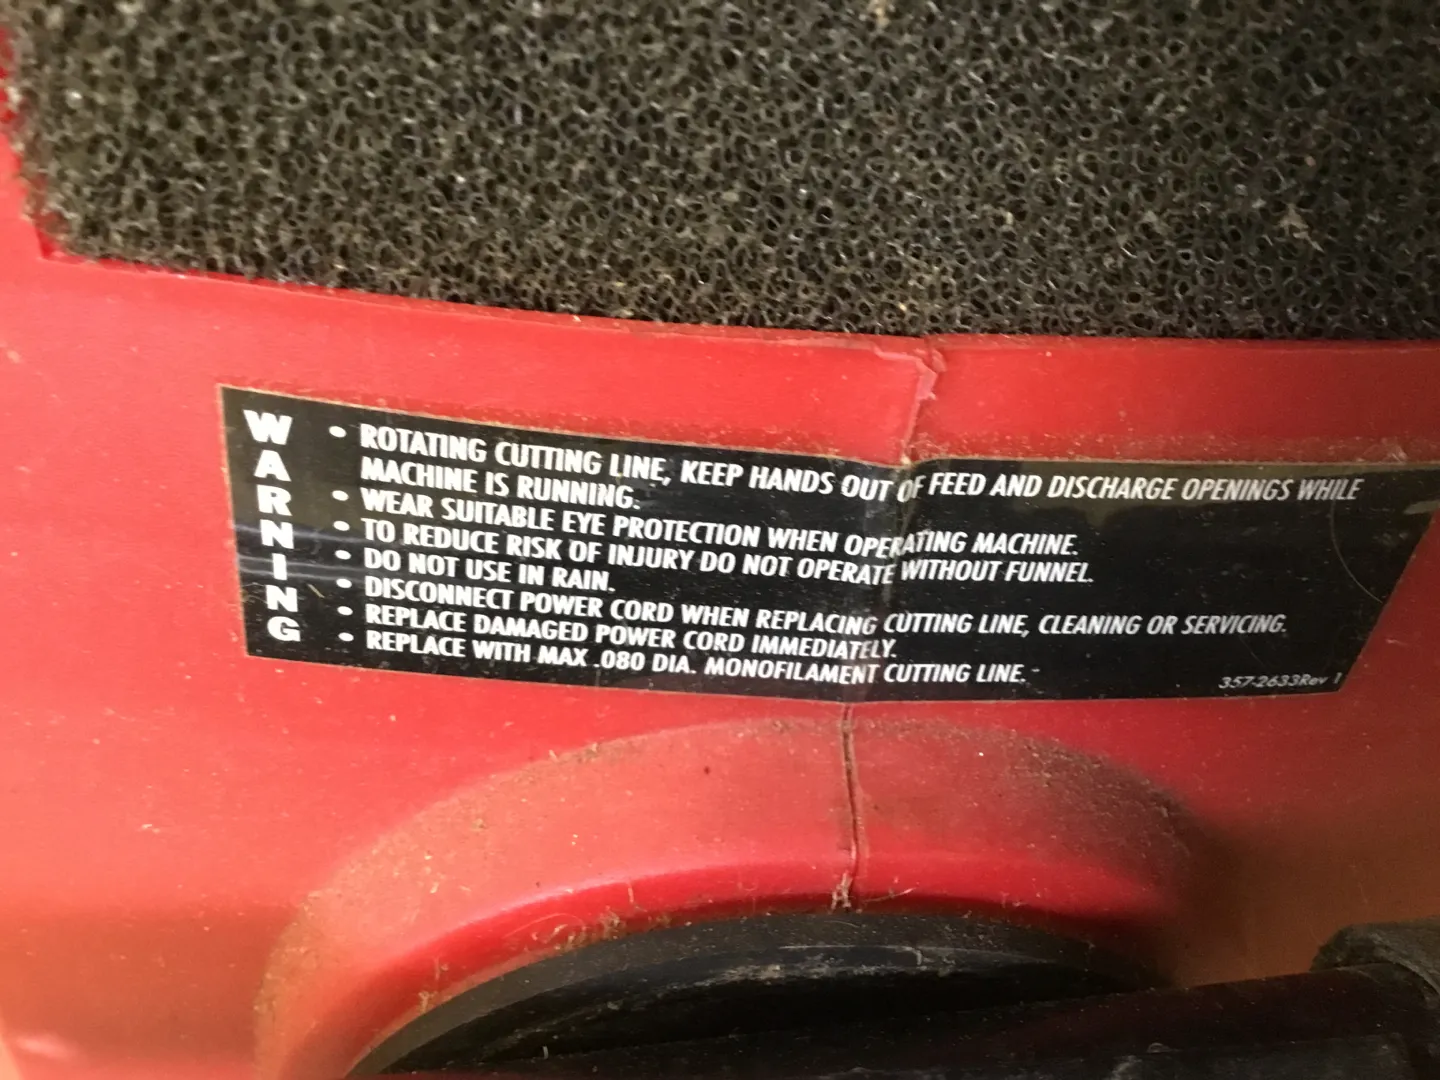 WARNING
• ROTATING CUTTING LINE, KEEP HANDS OUT OF FEED AND DISCHARGE OPENINGS WHILE
MACHINE IS RUNNING.
• WEAR SUITABLE EYE PROTECTION WHEN OPERATING MACHINE.
• TO REDUCE RISK OF INJURY DO NOT OPERATE WITHOUT FUNNEL.
• DO NOT USE IN RAIN.
• DISCONNECT POWER CORD WHEN REPLACING CUTTING LINE, CLEANING OR SERVICING.
• REPLACE DAMAGED POWER CORD IMMEDIATELY.
• REPLACE WITH MAX .080 DIA. MONOFILAMENT CUTTING LINE.
357-2633Rev 1